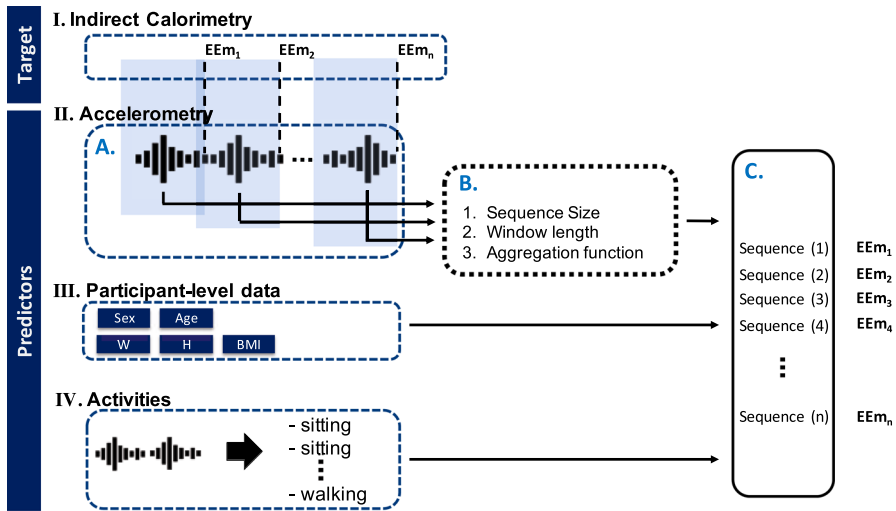 Target
I. Indirect Calorimetry
EEm₁
EEm₂
EEmₙ
Predictors
II. Accelerometry
A.
...
B.
1. Sequence Size
2. Window length
3. Aggregation function
C.
Sequence (1) EEm₁
Sequence (2) EEm₂
Sequence (3) EEm₃
Sequence (4) EEm₄
Sequence (n) EEmₙ
III. Participant-level data
Sex Age
W H BMI
IV. Activities
- sitting
- sitting
- walking